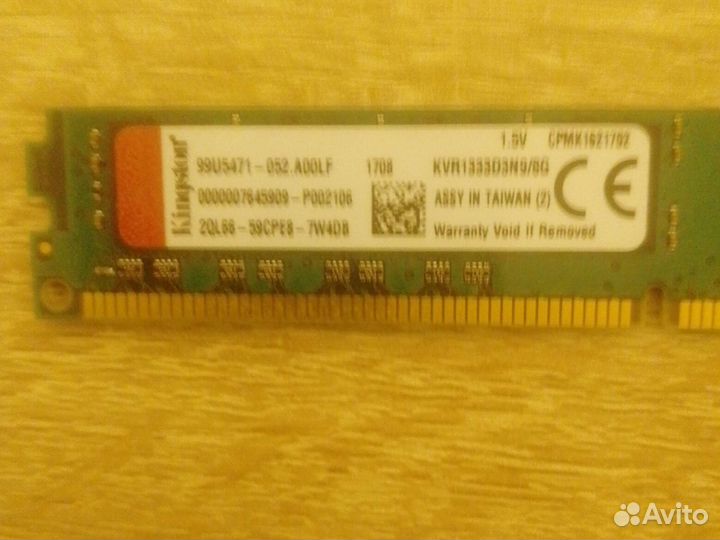 Kingston
1.5V CPMK1621702
99U5471-052.A00LF 1708 KVR1333D3N9/8G
0000007645909-P002106 ASSY IN TAIWAN (2) CE
2QL66-59CPE8-7W4DB Warranty Void If Removed
Avito